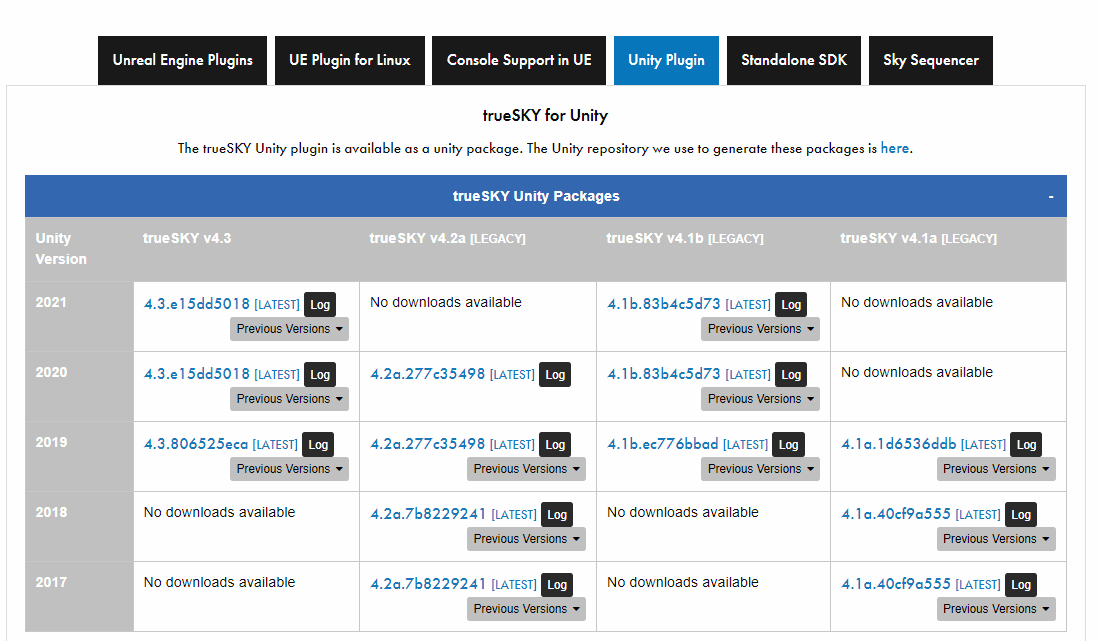 Unreal Engine Plugins
UE Plugin for Linux
Console Support in UE
Unity Plugin
Standalone SDK
Sky Sequencer
trueSKY for Unity
The trueSKY Unity plugin is available as a unity package. The Unity repository we use to generate these packages is here.
trueSKY Unity Packages
-
Unity Version
trueSKY v4.3
trueSKY v4.2a [LEGACY]
trueSKY v4.1b [LEGACY]
trueSKY v4.1a [LEGACY]
2021
4.3.e15dd5018 [LATEST] Log
Previous Versions
No downloads available
4.1b.83b4c5d73 [LATEST] Log
Previous Versions
No downloads available
2020
4.3.e15dd5018 [LATEST] Log
Previous Versions
4.2a.277c35498 [LATEST] Log
4.1b.83b4c5d73 [LATEST] Log
Previous Versions
No downloads available
2019
4.3.806525eca [LATEST] Log
Previous Versions
4.2a.277c35498 [LATEST] Log
Previous Versions
4.1b.ec776bbad [LATEST] Log
Previous Versions
4.1a.1d6536ddb [LATEST] Log
Previous Versions
2018
No downloads available
4.2a.7b8229241 [LATEST] Log
Previous Versions
No downloads available
4.1a.40cf9a555 [LATEST] Log
Previous Versions
2017
No downloads available
4.2a.7b8229241 [LATEST] Log
Previous Versions
No downloads available
4.1a.40cf9a555 [LATEST] Log
Previous Versions